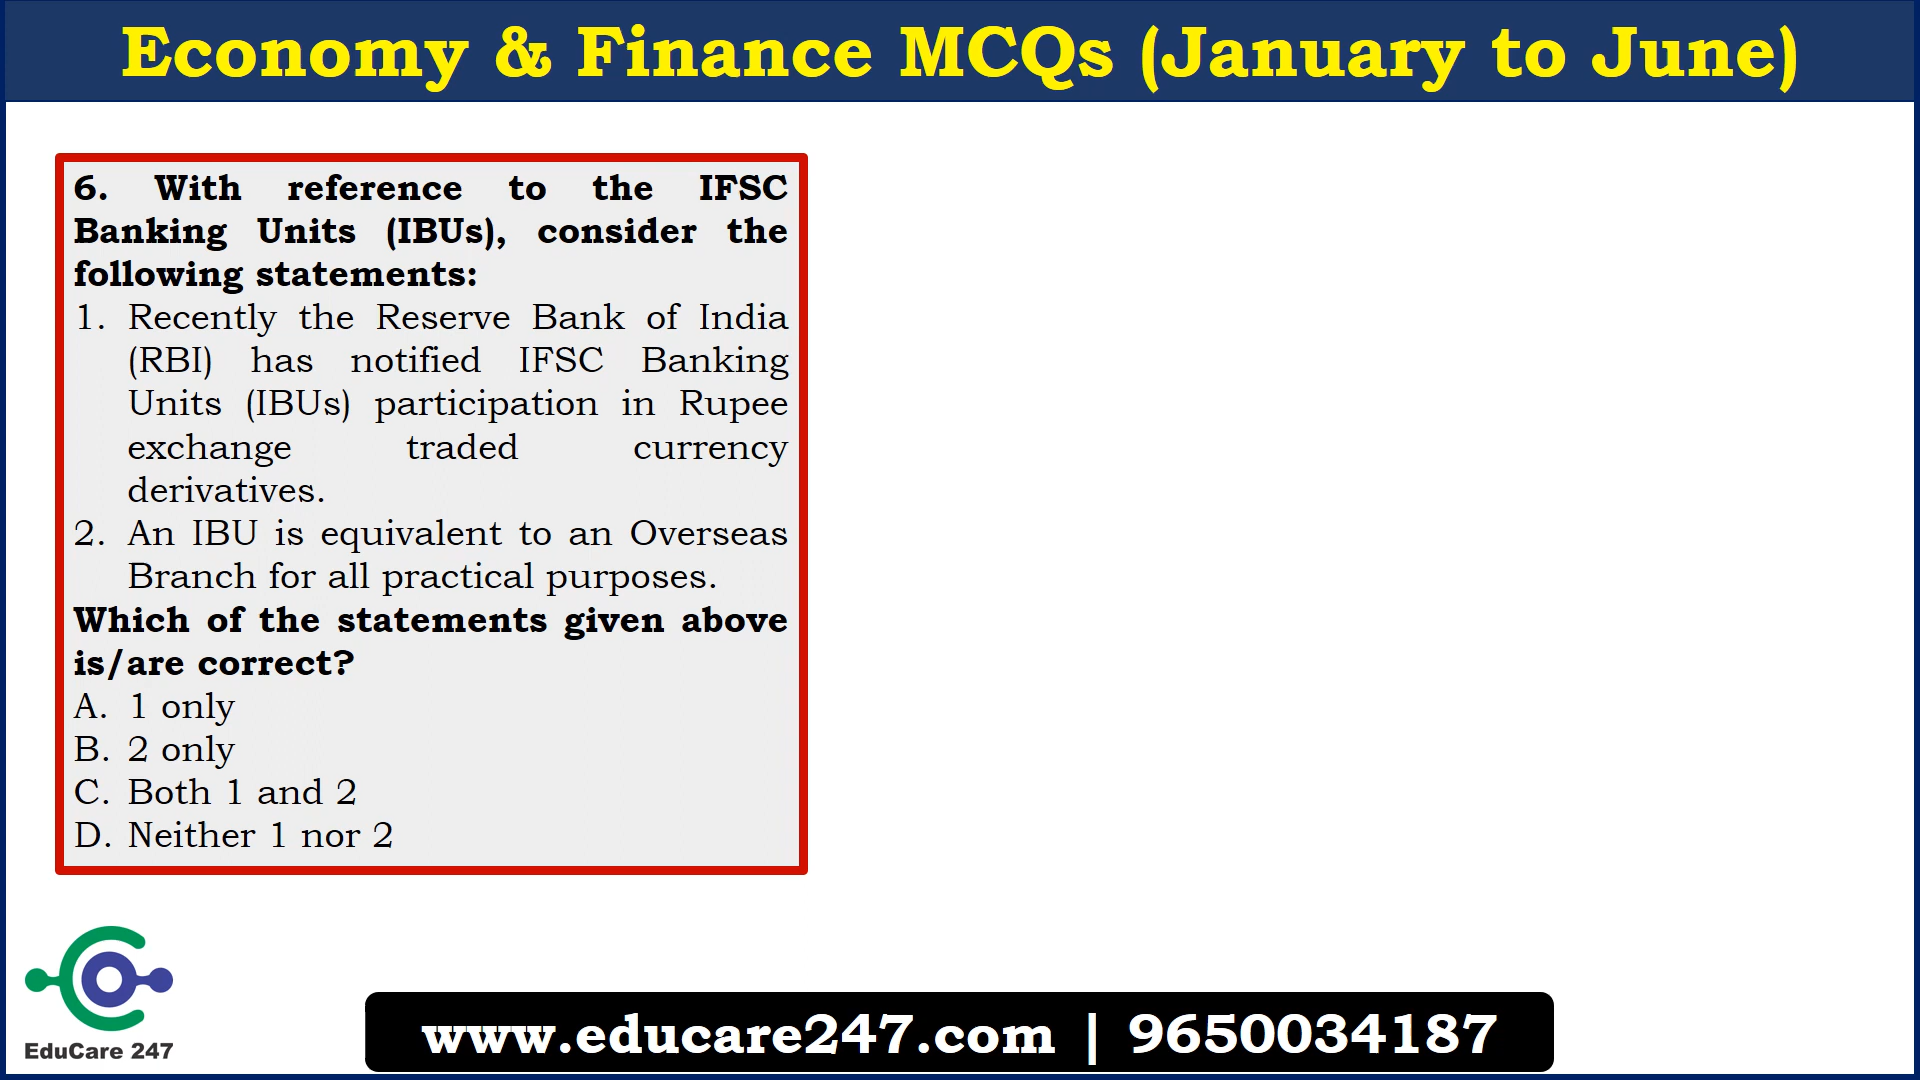 Economy & Finance MCQs (January to June)
6. With reference to the IFSC
Banking Units (IBUs), consider the
following statements:
1. Recently the Reserve Bank of India
(RBI) has notified IFSC Banking
Units (IBUs) participation in Rupee
exchange traded currency
derivatives.
2. An IBU is equivalent to an Overseas
Branch for all practical purposes.
Which of the statements given above
is/are correct?
A. 1 only
B. 2 only
C. Both 1 and 2
D. Neither 1 nor 2
EduCare 247
www.educare247.com | 9650034187